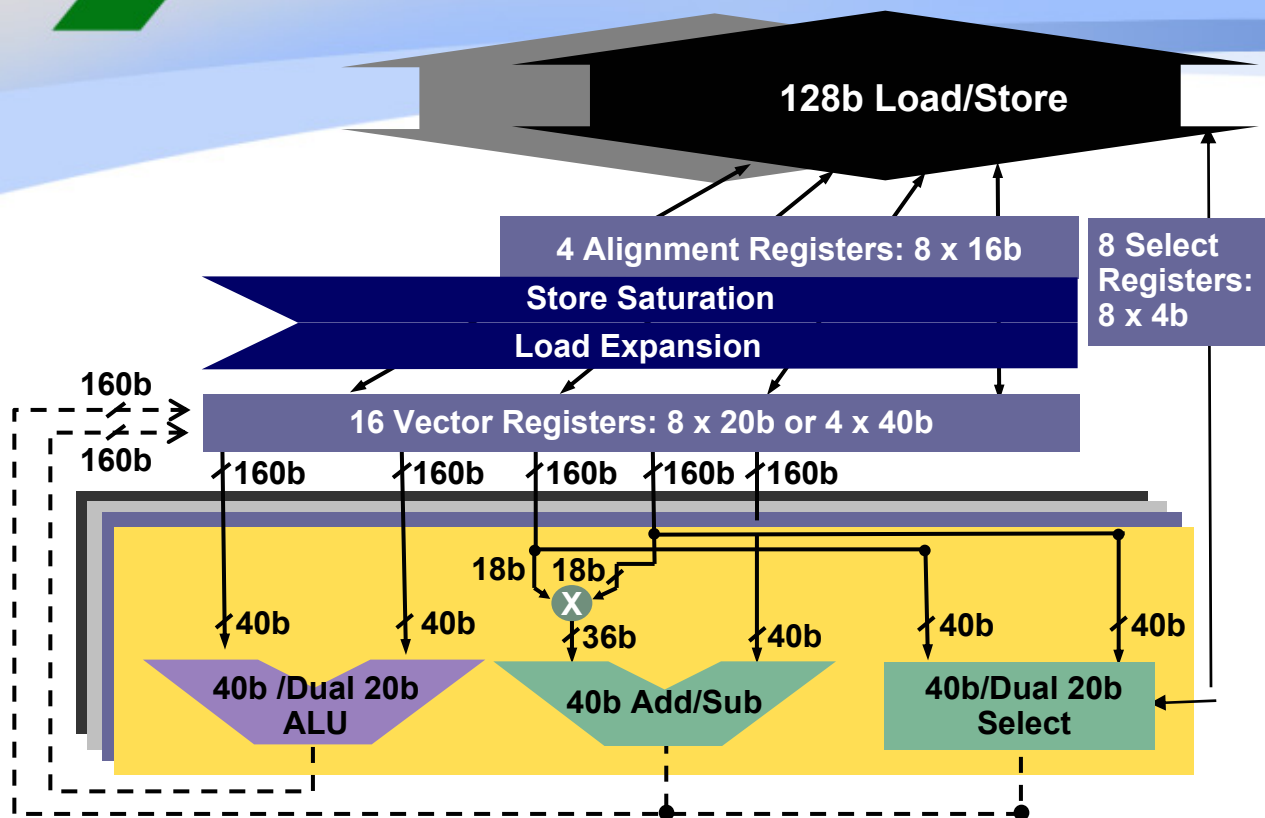 128b Load/Store
4 Alignment Registers: 8 x 16b
8 Select
Registers:
8 x 4b
Store Saturation
Load Expansion
160b
16 Vector Registers: 8 x 20b or 4 x 40b
160b
160b
160b
160b
160b
160b
18b
18b
X
40b
40b
36b
40b
40b
40b
40b /Dual 20b
ALU
40b Add/Sub
40b/Dual 20b
Select